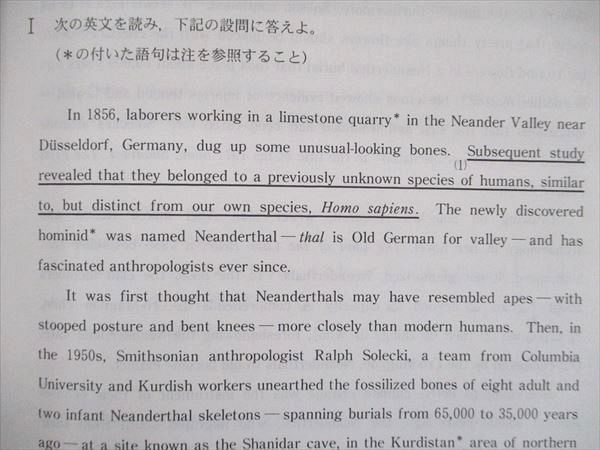 I 次の英文を読み，下記の設問に答えよ。
(＊の付いた語句は注を参照すること)
In 1856, laborers working in a limestone quarry* in the Neander Valley near
Düsseldorf, Germany, dug up some unusual-looking bones. Subsequent study
(1)
revealed that they belonged to a previously unknown species of humans, similar
to, but distinct from our own species, Homo sapiens. The newly discovered
hominid* was named Neanderthal — thal is Old German for valley — and has
fascinated anthropologists ever since.
It was first thought that Neanderthals may have resembled apes — with
stooped posture and bent knees — more closely than modern humans. Then, in
the 1950s, Smithsonian anthropologist Ralph Solecki, a team from Columbia
University and Kurdish workers unearthed the fossilized bones of eight adult and
two infant Neanderthal skeletons — spanning burials from 65,000 to 35,000 years
ago — at a site known as the Shanidar cave, in the Kurdistan* area of northern